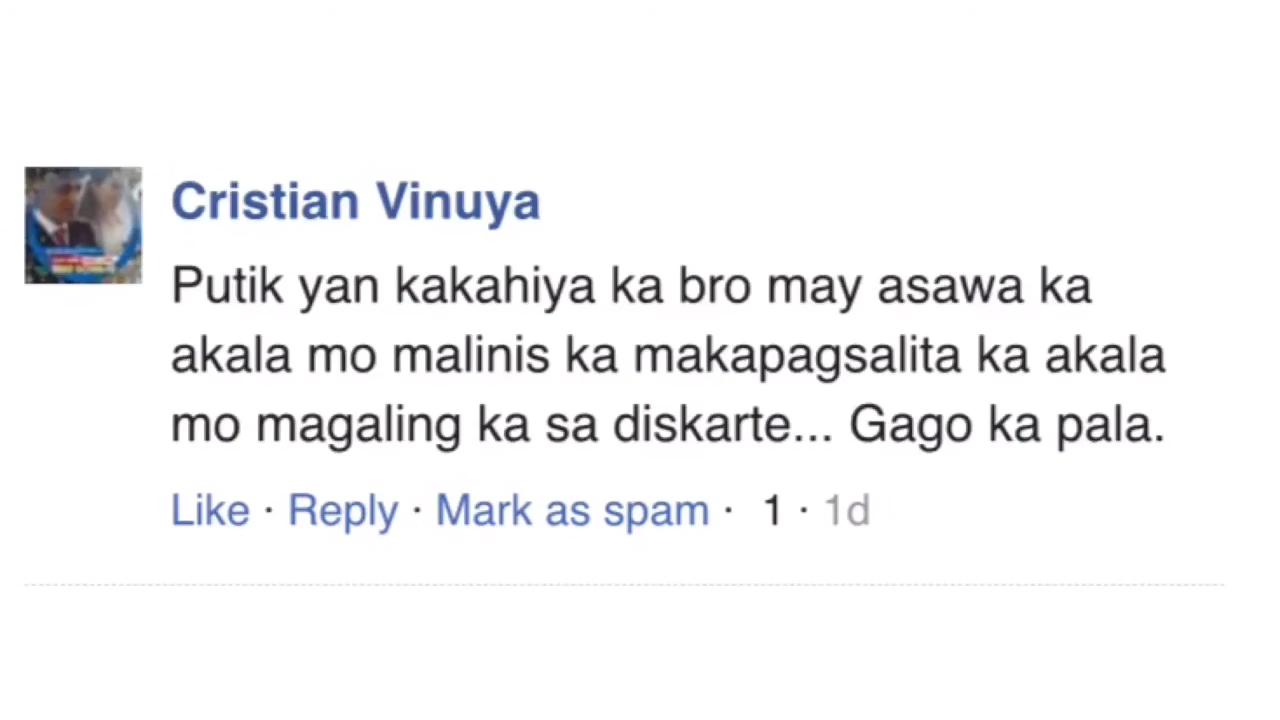 Cristian Vinuya
Putik yan kakahiya ka bro may asawa ka
akala mo malinis ka makapagsalita ka akala
mo magaling ka sa diskarte... Gago ka pala.
Like · Reply · Mark as spam · 1 · 1d